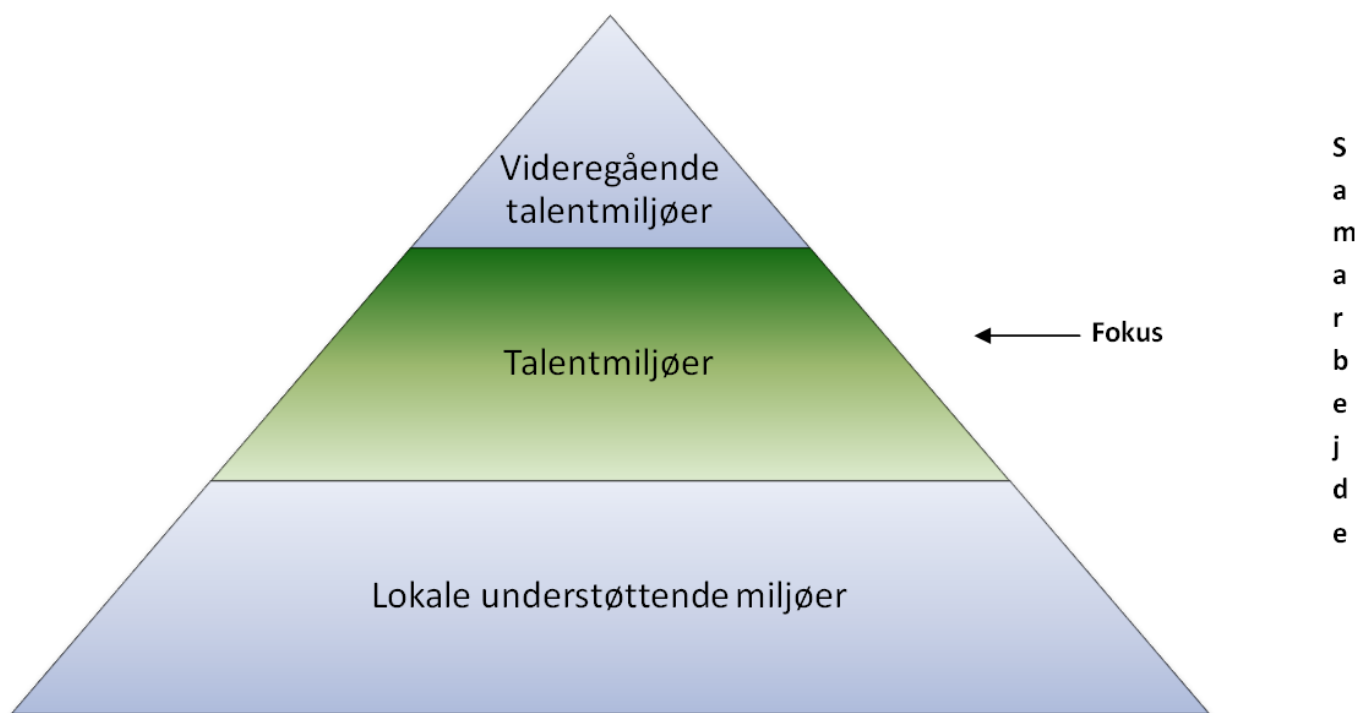 Videregående
talentmiljøer
Talentmiljøer
Lokale understøttende miljøer
Fokus
S
a
m
a
r
b
e
j
d
e